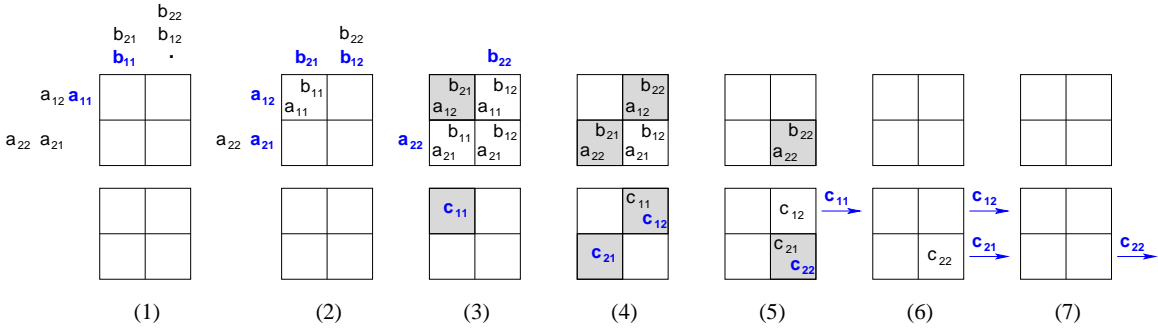 b22
b21 b12 b22
b11 . b21 b12 b22
b11 b21 b12 b22
a12 a11 a12
a11 a12 a11 a12
b11 b12 b21 b12 b22
a22 a21 a22 a21 a22
a21 a21 a22 a21 a22
c11 c11 c12
c11 c12 c12
c21 c21 c22
c21 c22 c22
(1) (2) (3) (4) (5) (6) (7)